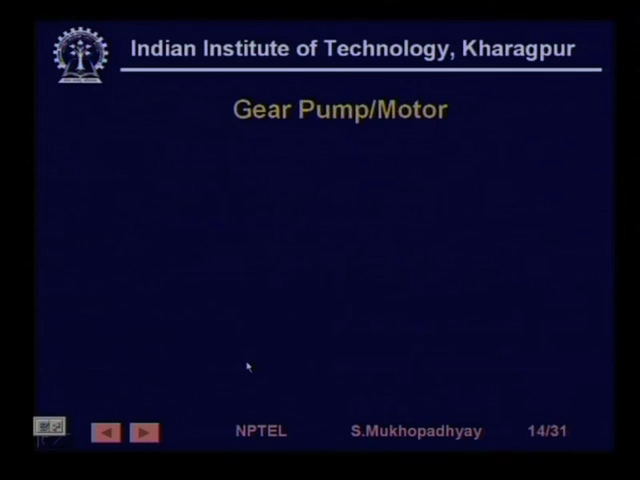 Indian Institute of Technology, Kharagpur
Gear Pump/Motor
NPTEL S.Mukhopadhyay 14/31